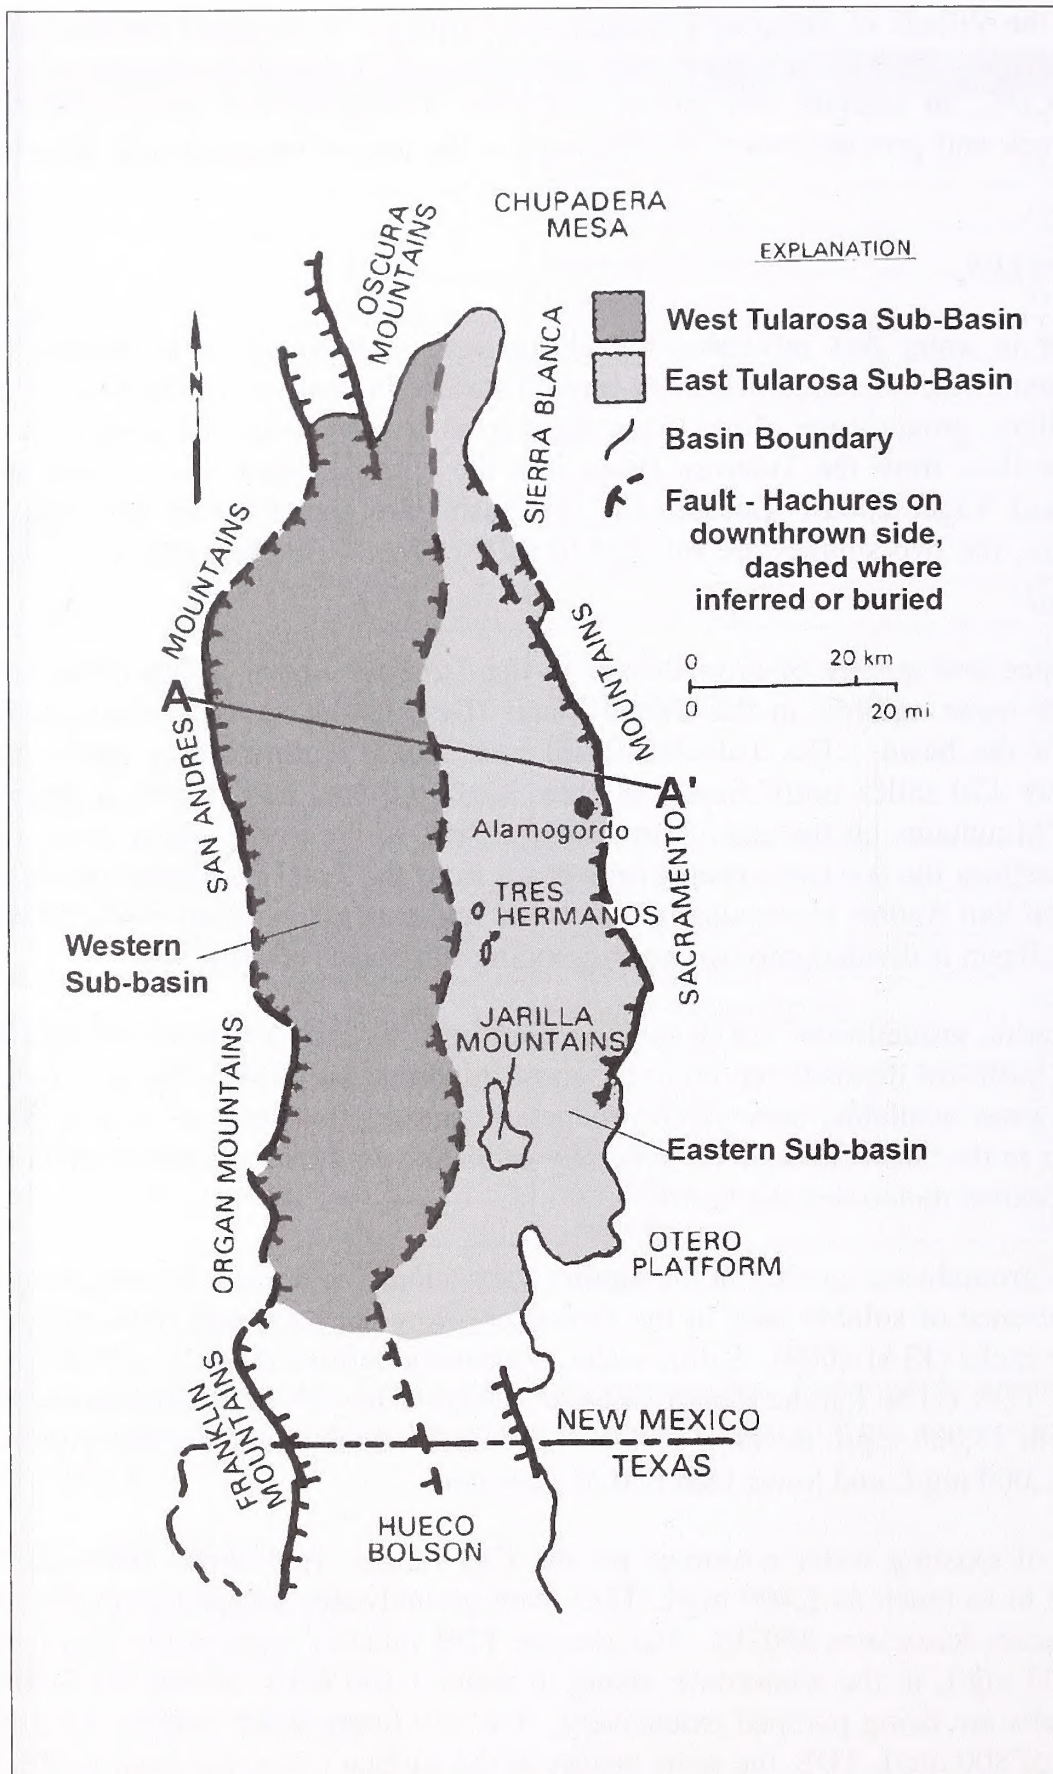 CHUPADERA
MESA
OSCURA
MOUNTAINS
EXPLANATION
West Tularosa Sub-Basin
East Tularosa Sub-Basin
Basin Boundary
Fault - Hachures on
downthrown side,
dashed where
inferred or buried
N
SIERRA BLANCA
0 20 km
0 20 mi
SAN ANDRES MOUNTAINS
A
A'
SACRAMENTO MOUNTAINS
Alamogordo
TRES
HERMANOS
Western
Sub-basin
JARILLA
MOUNTAINS
ORGAN MOUNTAINS
Eastern Sub-basin
OTERO
PLATFORM
FRANKLIN
MOUNTAINS
NEW MEXICO
TEXAS
HUECO
BOLSON